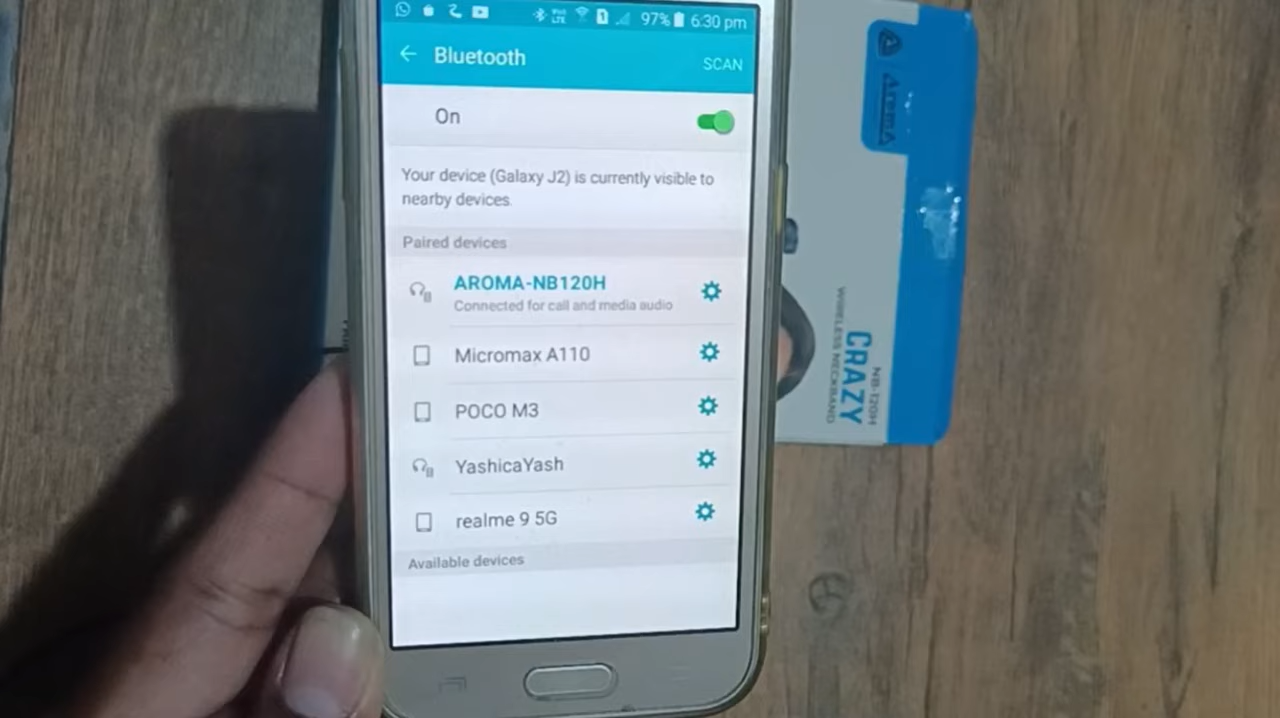 97% 6:30 pm
Bluetooth
SCAN
On
Your device (Galaxy J2) is currently visible to
nearby devices.
Paired devices
AROMA-NB120H
Connected for call and media audio
Micromax A110
POCO M3
YashicaYash
realme 9 5G
Available devices
AromA
NB-120H
CRAZY
WIRELESS NECKBAND